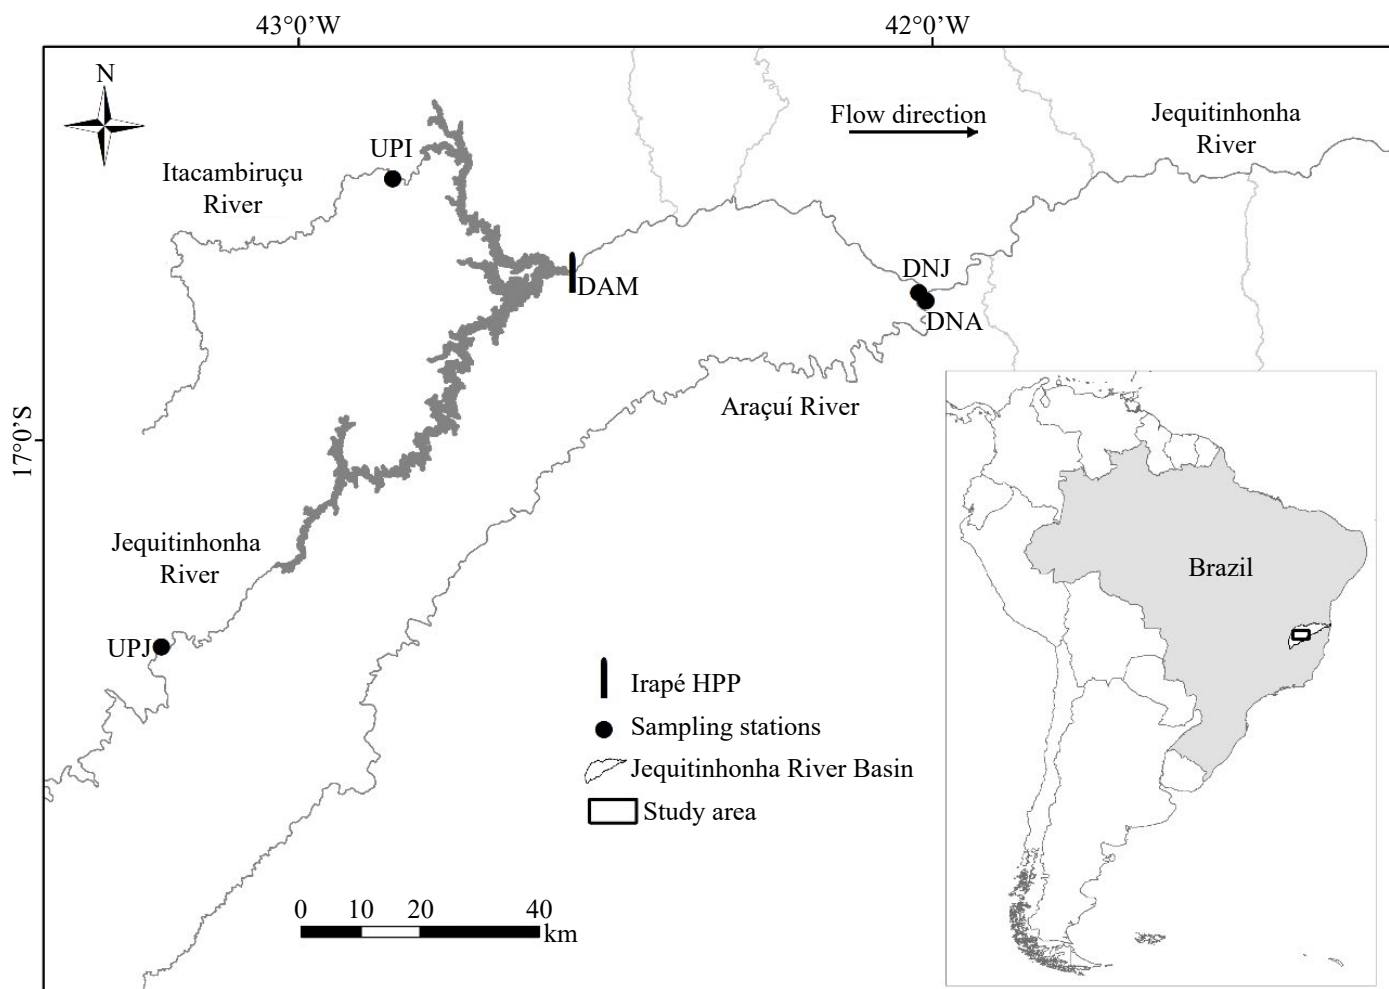 43°0’W
42°0’W
N
Flow direction
Jequitinhonha
River
UPI
Itacambiruçu
River
DNJ
DAM
DNA
Araçuí River
17°0’S
Jequitinhonha
River
Brazil
UPJ
Irapé HPP
Sampling stations
Jequitinhonha River Basin
Study area
0 10 20 40
km